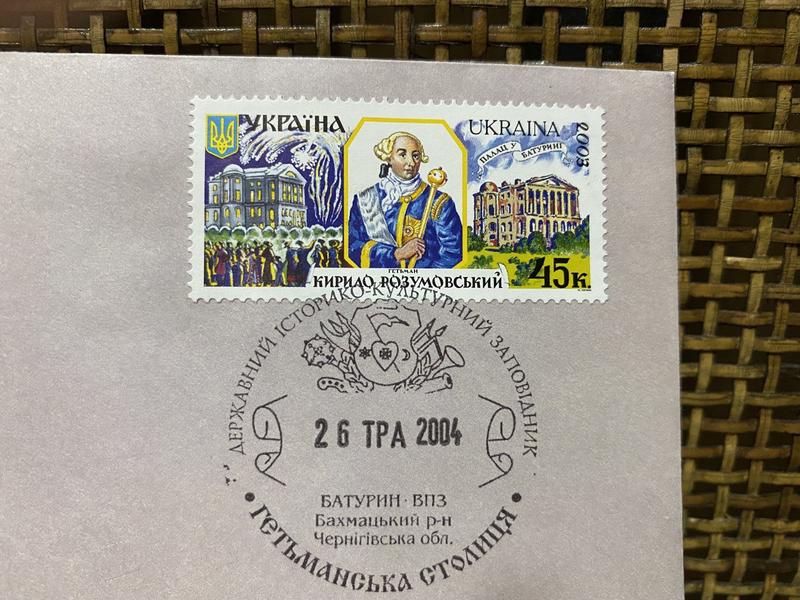 УКРАЇНА
UKRAINA
2003
ПАЛАЦ У БАТУРИНІ
ГЕТЬМАН
КИРИЛО РОЗУМОВСЬКИЙ
45к.
ДЕРЖАВНИЙ ІСТОРИКО-КУЛЬТУРНИЙ ЗАПОВІДНИК
26 ТРА 2004
БАТУРИН · ВПЗ
Бахмацький р-н
Чернігівська обл.
• ГЕТЬМАНСЬКА СТОЛИЦЯ •